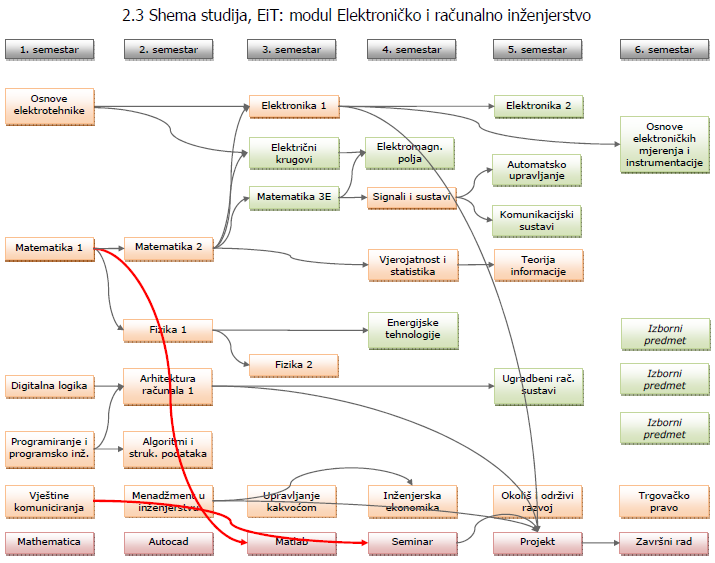 2.3 Shema studija, EiT: modul Elektroničko i računalno inženjerstvo
1. semestar
2. semestar
3. semestar
4. semestar
5. semestar
6. semestar
Osnove
elektrotehnike
Elektronika 1
Elektronika 2
Osnove
elektroničkih
mjerenja i
instrumentacije
Električni
krugovi
Elektromagn.
polja
Automatsko
upravljanje
Matematika 3E
Signali i sustavi
Komunikacijski
sustavi
Matematika 1
Matematika 2
Vjerojatnost i
statistika
Teorija
informacije
Fizika 1
Energijske
tehnologije
Izborni
predmet
Fizika 2
Digitalna logika
Arhitektura
računala 1
Ugradbeni rač.
sustavi
Izborni
predmet
Programiranje i
programsko inž.
Algoritmi i
struk. podataka
Izborni
predmet
Vještine
komuniciranja
Menadžment u
inženjerstvu
Upravljanje
kakvoćom
Inženjerska
ekonomika
Okoliš i održivi
razvoj
Trgovačko
pravo
Mathematica
Autocad
Matlab
Seminar
Projekt
Završni rad